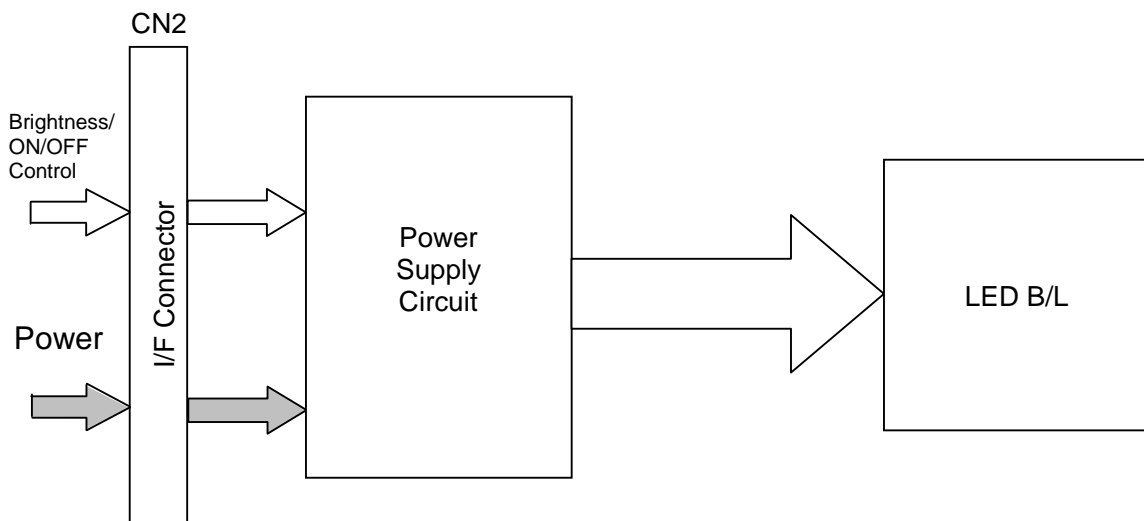 CN2
Brightness/
ON/OFF
Control
Power
I/F Connector
Power
Supply
Circuit
LED B/L